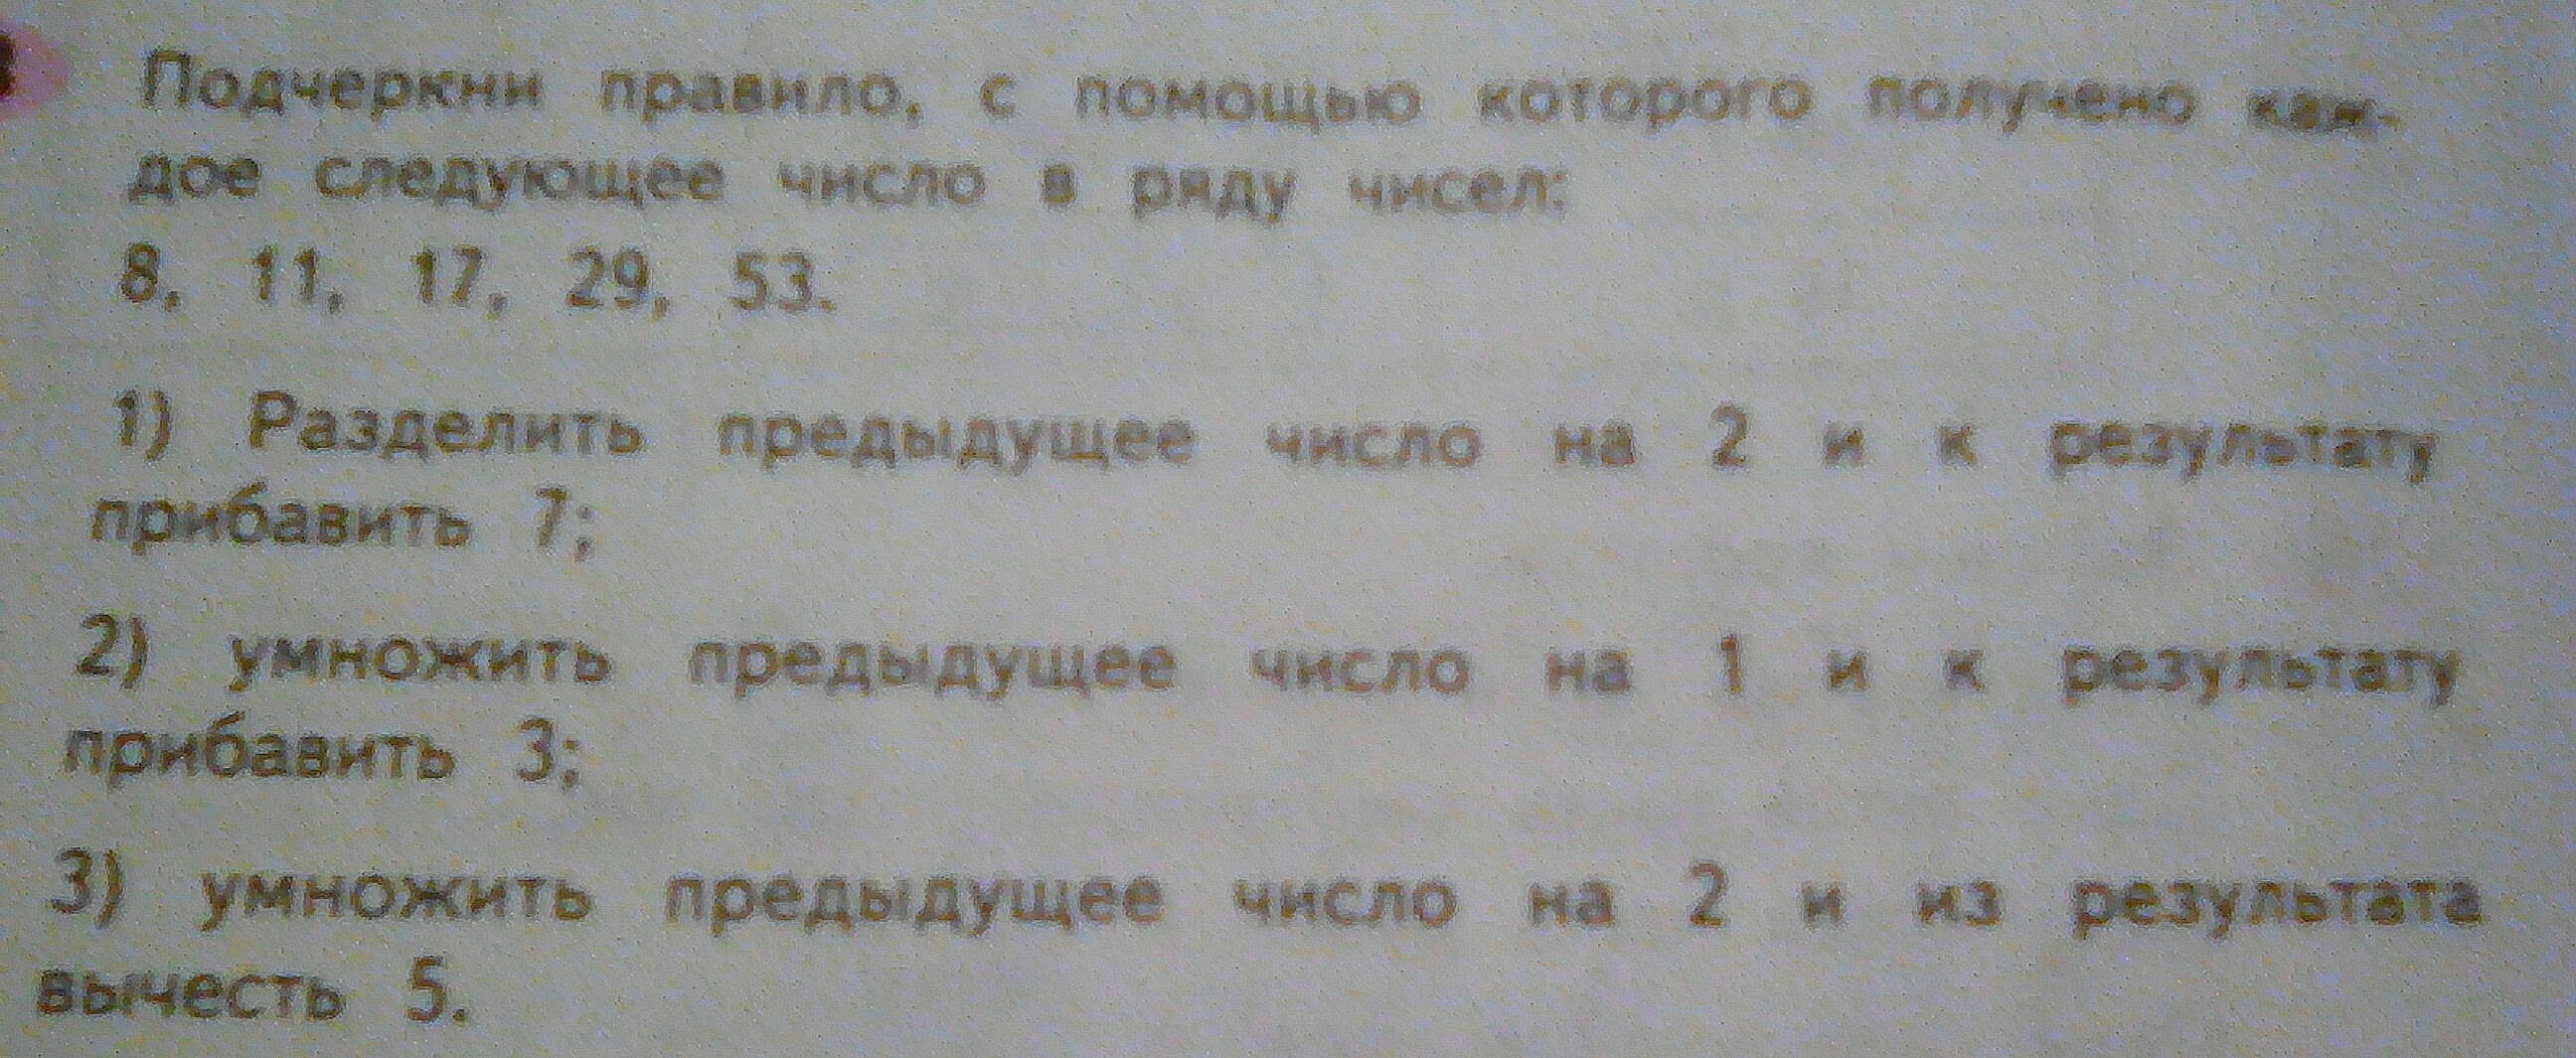 Подчеркни правило, с помощью которого получено каж-
дое следующее число в ряду чисел:
8, 11, 17, 29, 53.
1) Разделить предыдущее число на 2 и к результату
прибавить 7;
2) умножить предыдущее число на 1 и к результату
прибавить 3;
3) умножить предыдущее число на 2 и из результата
вычесть 5.